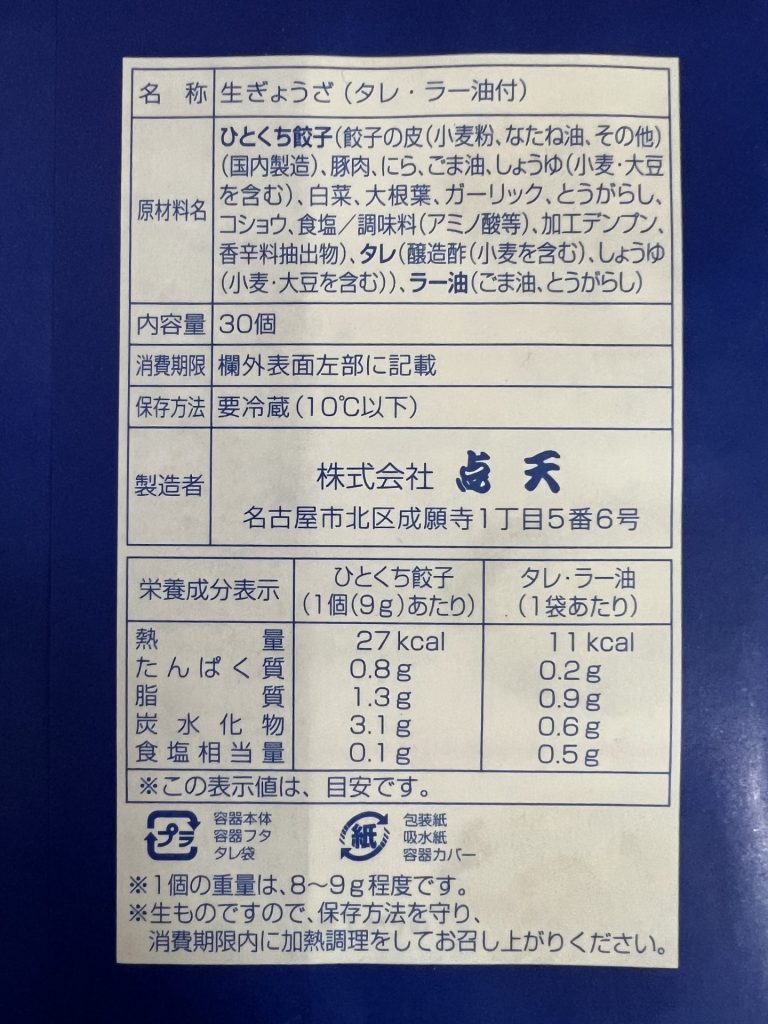 名称 生ぎょうざ（タレ・ラー油付）
原材料名
ひとくち餃子（餃子の皮（小麦粉、なたね油、その他）
（国内製造）、豚肉、にら、ごま油、しょうゆ（小麦・大豆
を含む）、白菜、大根葉、ガーリック、とうがらし、
コショウ、食塩／調味料（アミノ酸等）、加工デンプン、
香辛料抽出物）、タレ（醸造酢（小麦を含む）、しょうゆ
（小麦・大豆を含む））、ラー油（ごま油、とうがらし）
内容量 30個
消費期限 欄外表面左部に記載
保存方法 要冷蔵（10℃以下）
製造者
株式会社 点天
名古屋市北区成願寺1丁目5番6号
栄養成分表示
ひとくち餃子
（1個（9g）あたり）
タレ・ラー油
（1袋あたり）
熱量 27kcal 11kcal
たんぱく質 0.8g 0.2g
脂質 1.3g 0.9g
炭水化物 3.1g 0.6g
食塩相当量 0.1g 0.5g
※この表示値は、目安です。
プラ
容器本体
容器フタ
タレ袋
紙
包装紙
吸水紙
容器カバー
※1個の重量は、8〜9g程度です。
※生ものですので、保存方法を守り、
消費期限内に加熱調理をしてお召し上がりください。